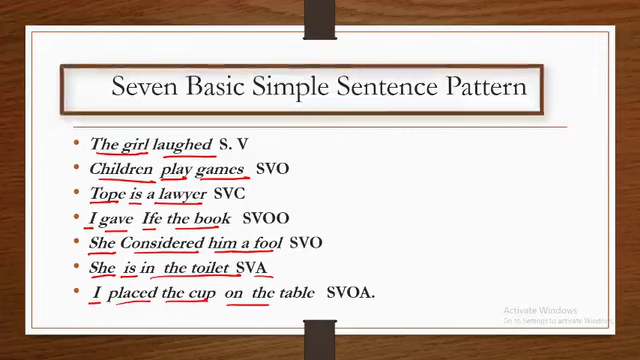 Seven Basic Simple Sentence Pattern
The girl laughed S. V
Children play games SVO
Tope is a lawyer SVC
I gave Ife the book SVOO
She Considered him a fool SVO
She is in the toilet SVA
I placed the cup on the table SVOA.
Activate Windows
Go to Settings to activate Windows.